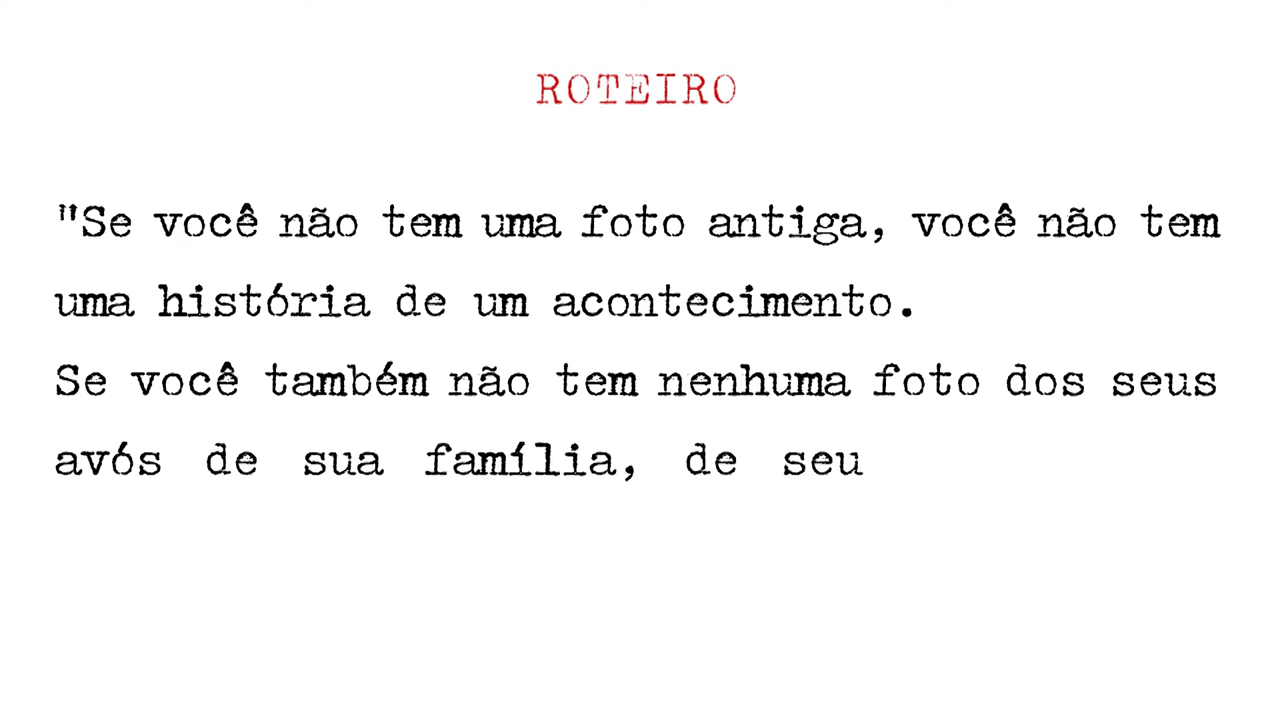 ROTEIRO
"Se você não tem uma foto antiga, você não tem
uma história de um acontecimento.
Se você também não tem nenhuma foto dos seus
avós de sua família, de seu